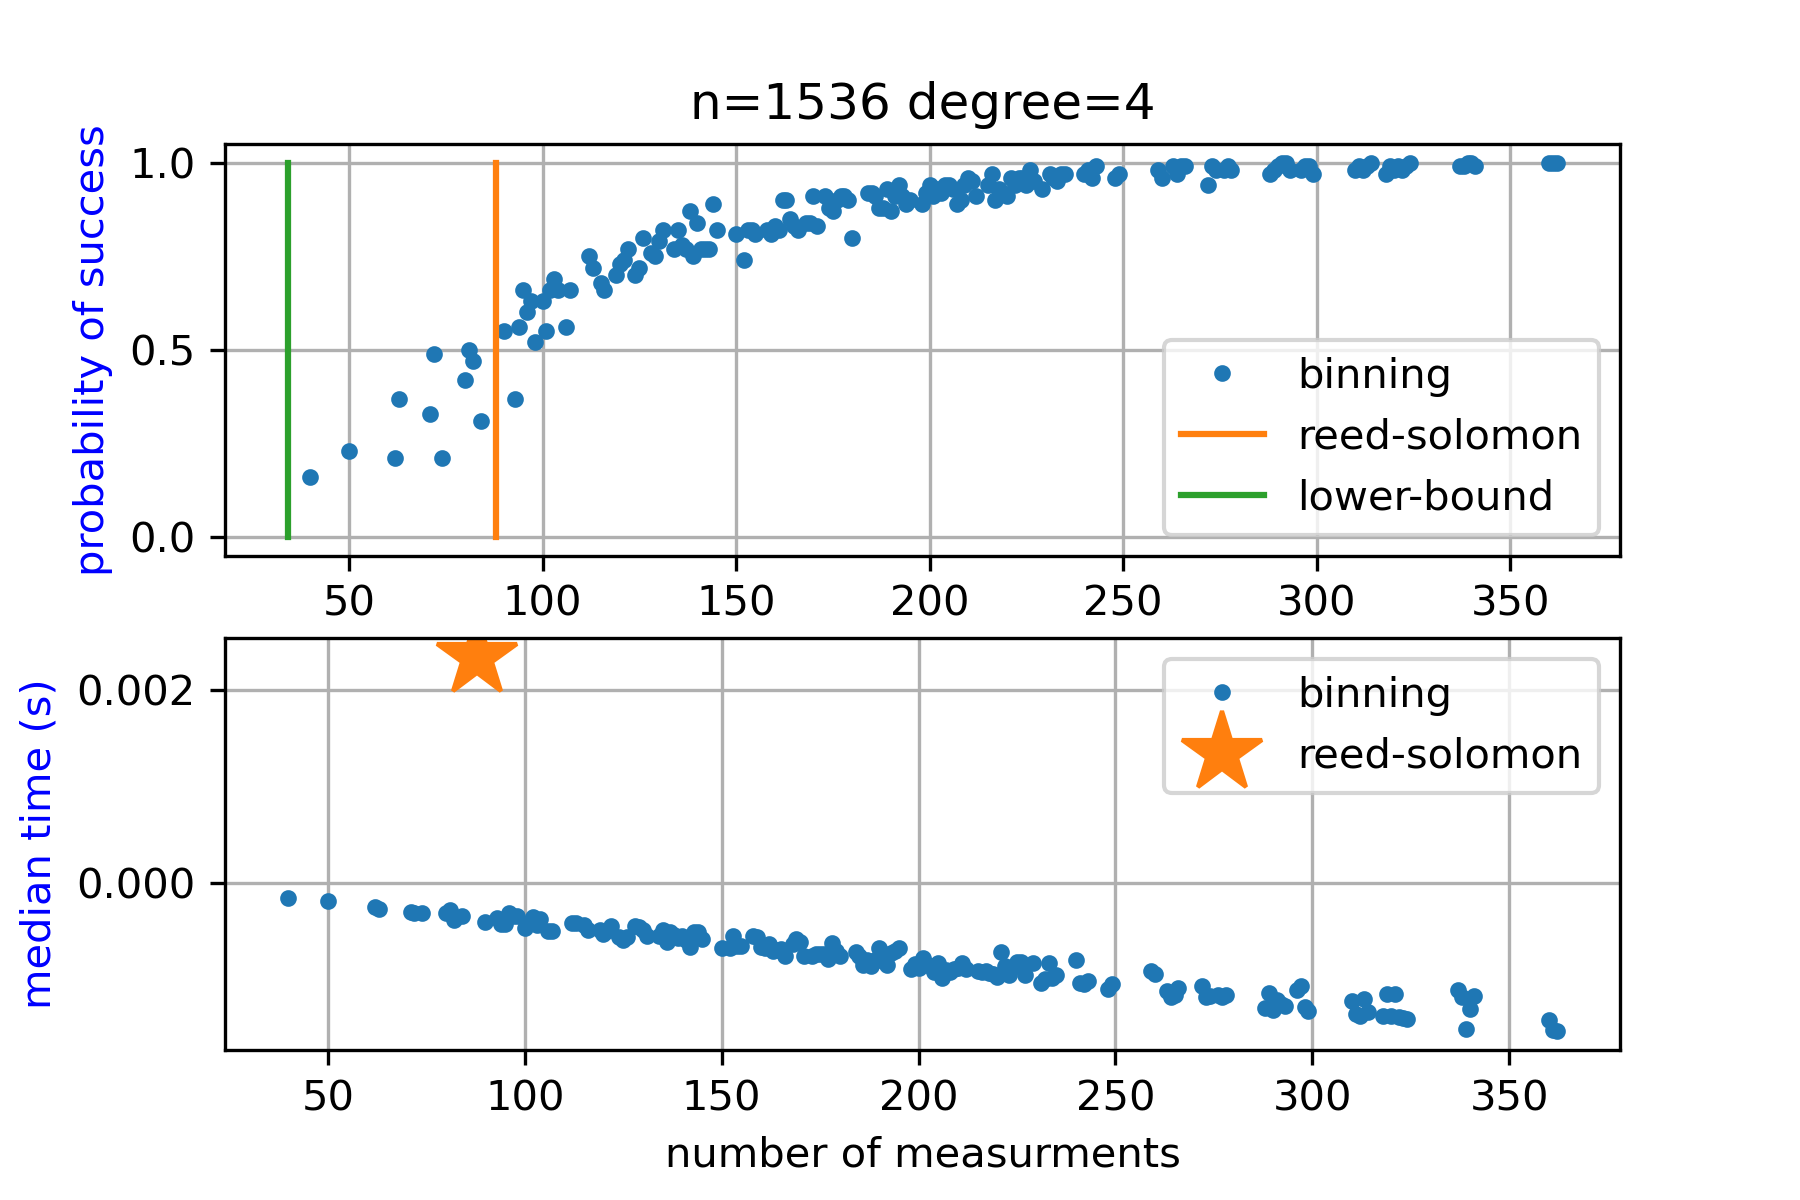 n=1536 degree=4
probability of success
1.0
0.5
0.0
binning
reed-solomon
lower-bound
50 100 150 200 250 300 350
median time (s)
0.002
0.000
binning
reed-solomon
50 100 150 200 250 300 350
number of measurments